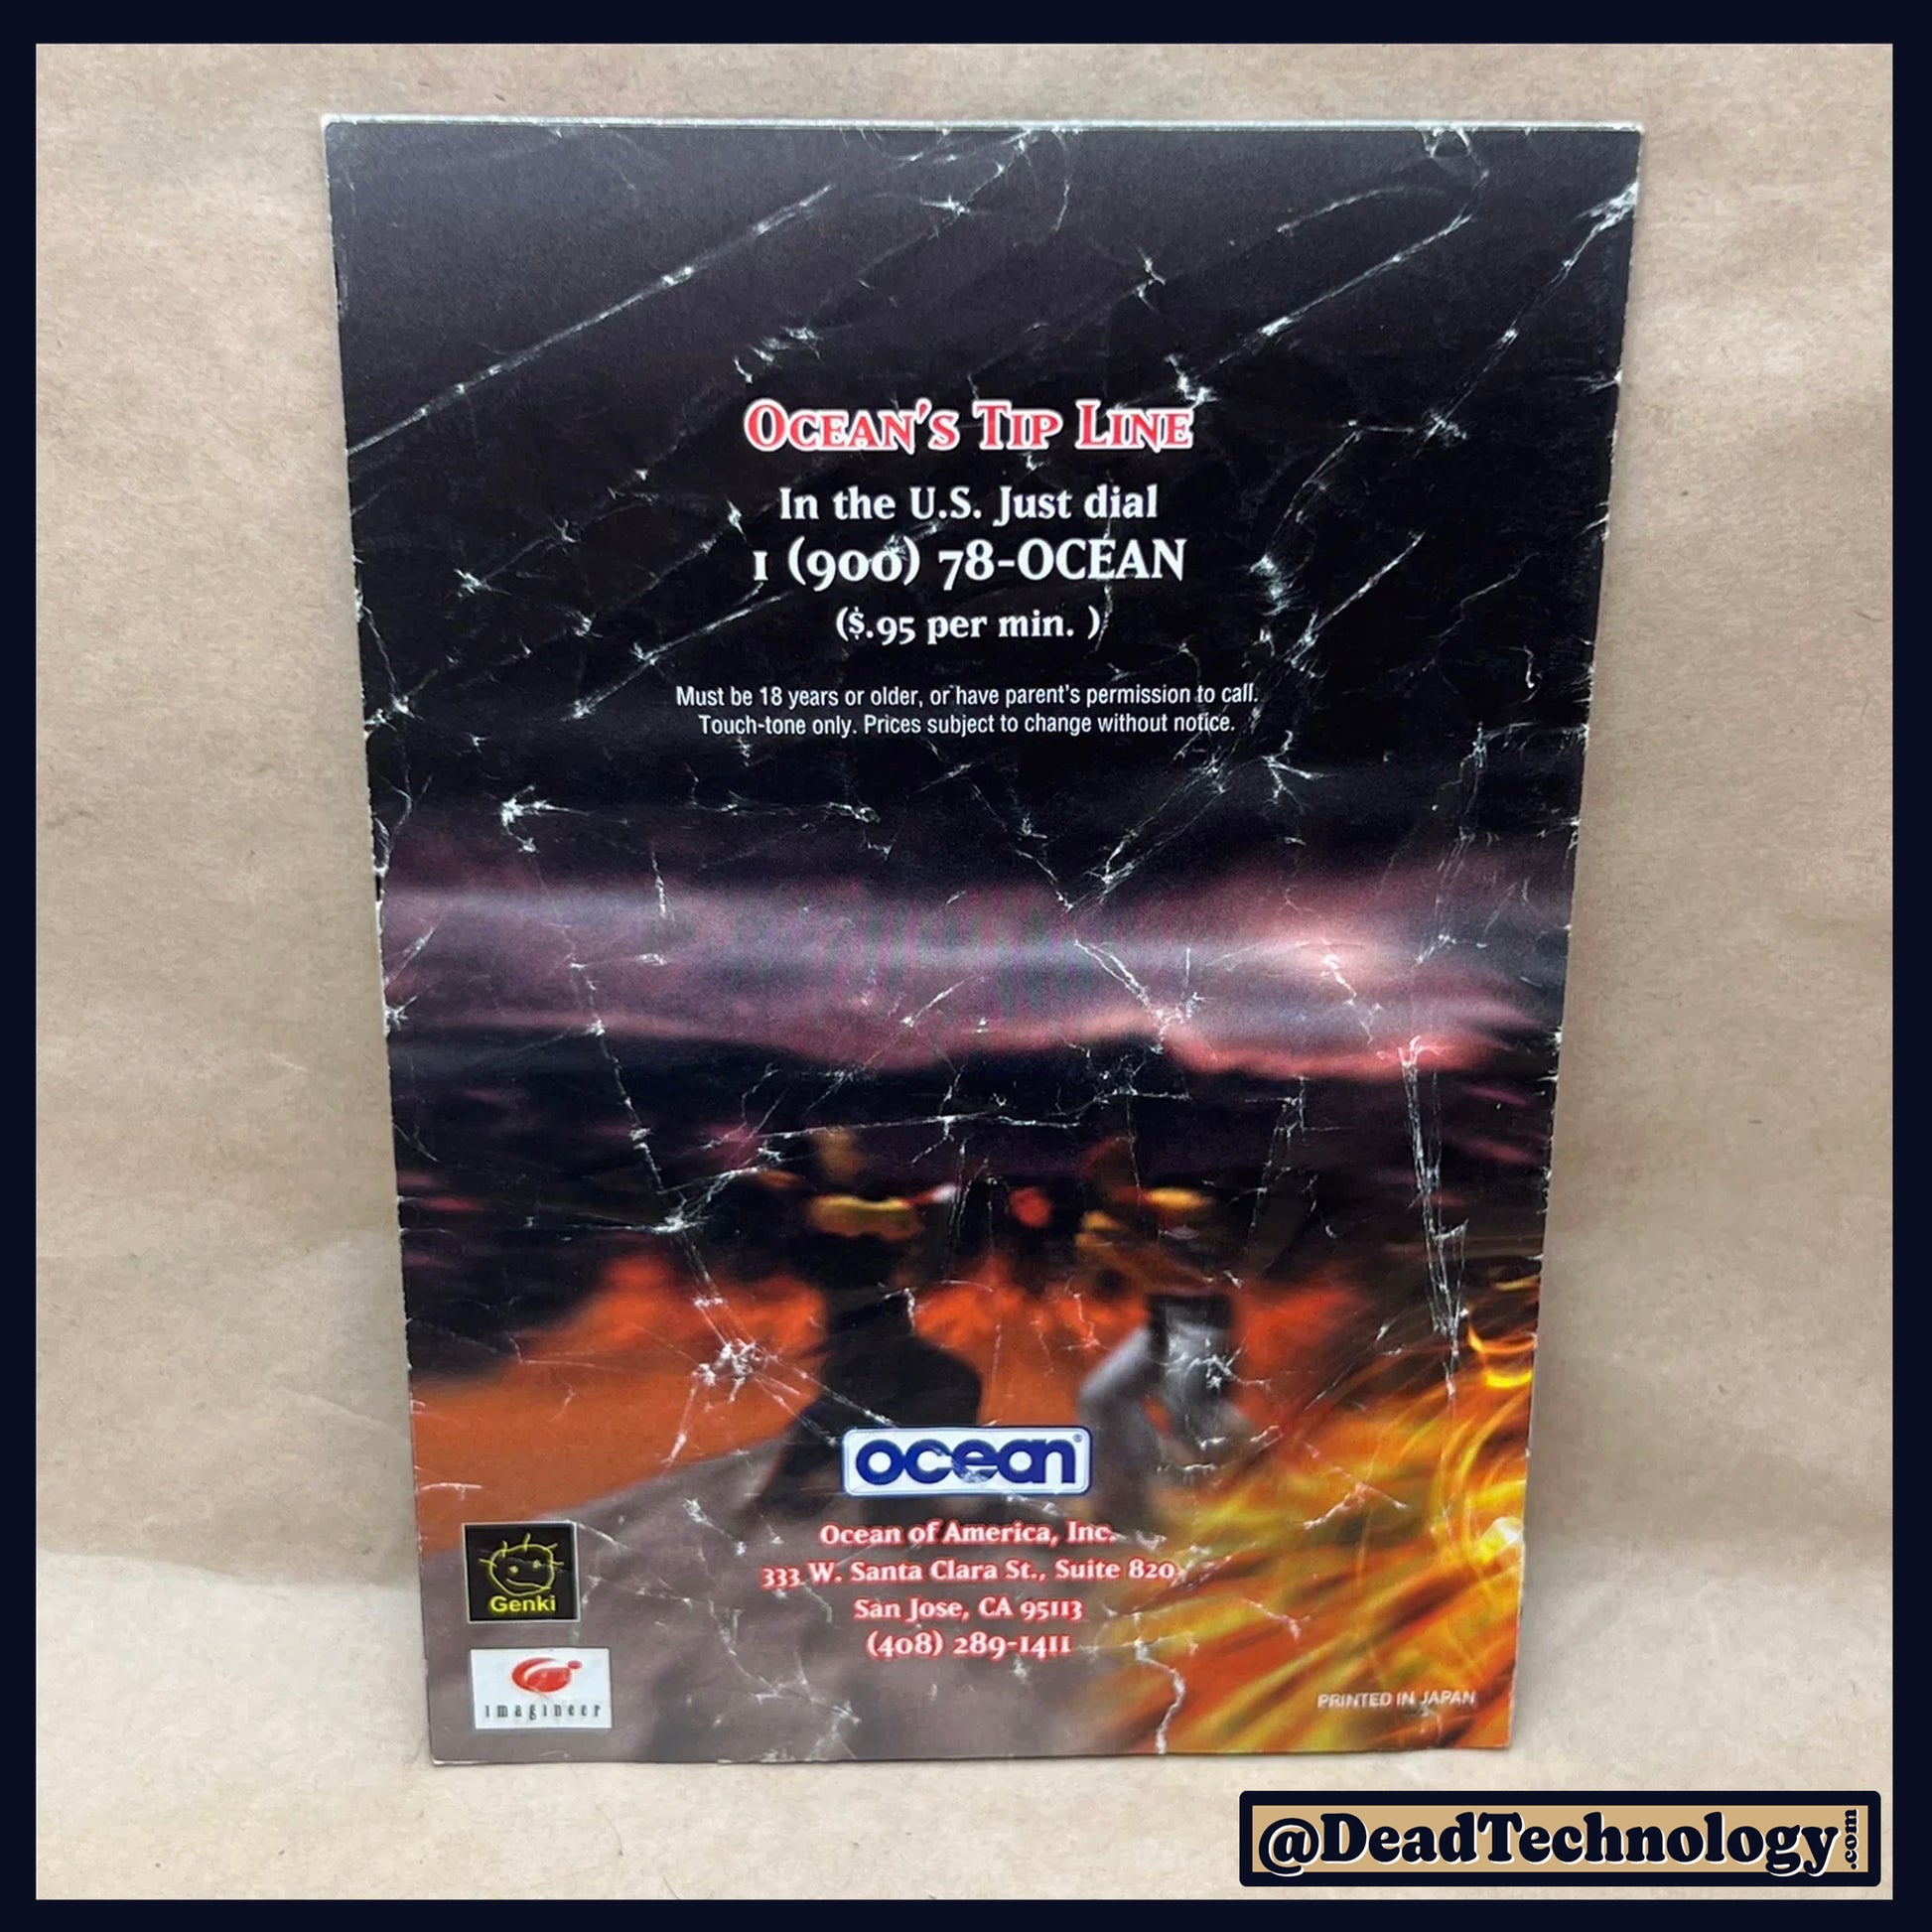 OCEAN'S TIP LINE
In the U.S. Just dial
1 (900) 78-OCEAN
($.95 per min. )
Must be 18 years or older, or have parent's permission to call.
Touch-tone only. Prices subject to change without notice.
ocean®
Ocean of America, Inc.
333 W. Santa Clara St., Suite 820
San Jose, CA 95113
(408) 289-1411
Genki
imagineer
PRINTED IN JAPAN
@DeadTechnology.com